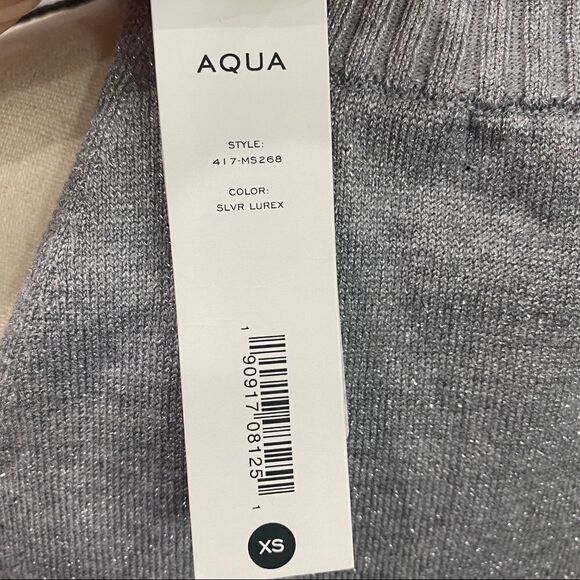 AQUA
STYLE:
417-MS268
COLOR:
SLVR LUREX
1 90917 08125 1
XS